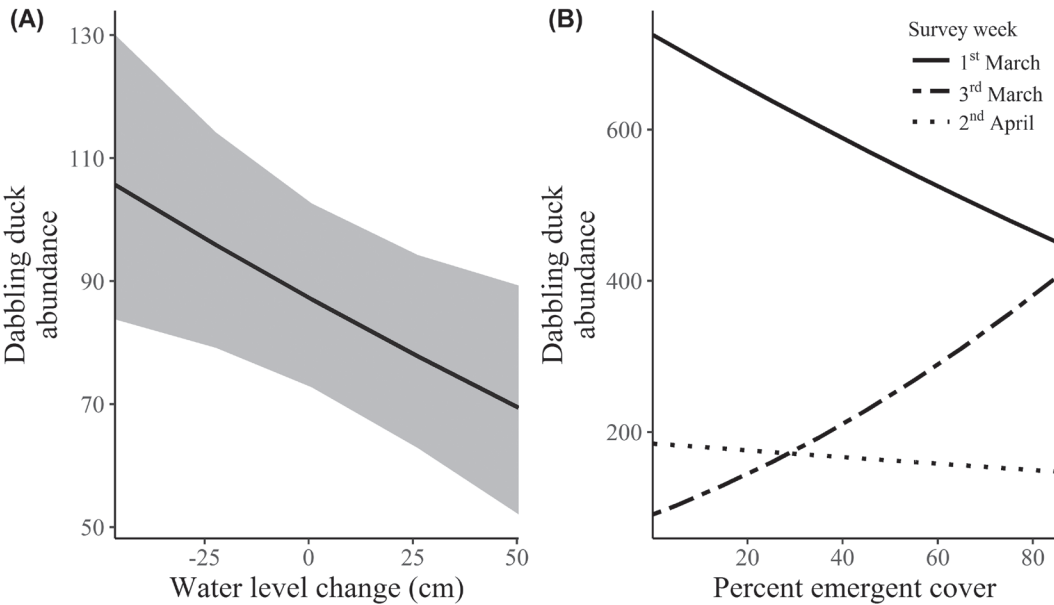 (A)
130
110
90
70
50
Dabbling duck
abundance
-25
0
25
50
Water level change (cm)
(B)
Survey week
1st March
3rd March
2nd April
600
400
200
Dabbling duck
abundance
20
40
60
80
Percent emergent cover